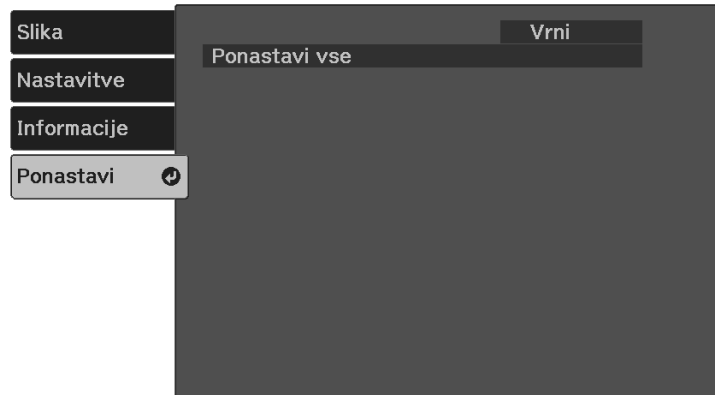 Slika
Nastavitve
Informacije
Ponastavi
Vrni
Ponastavi vse